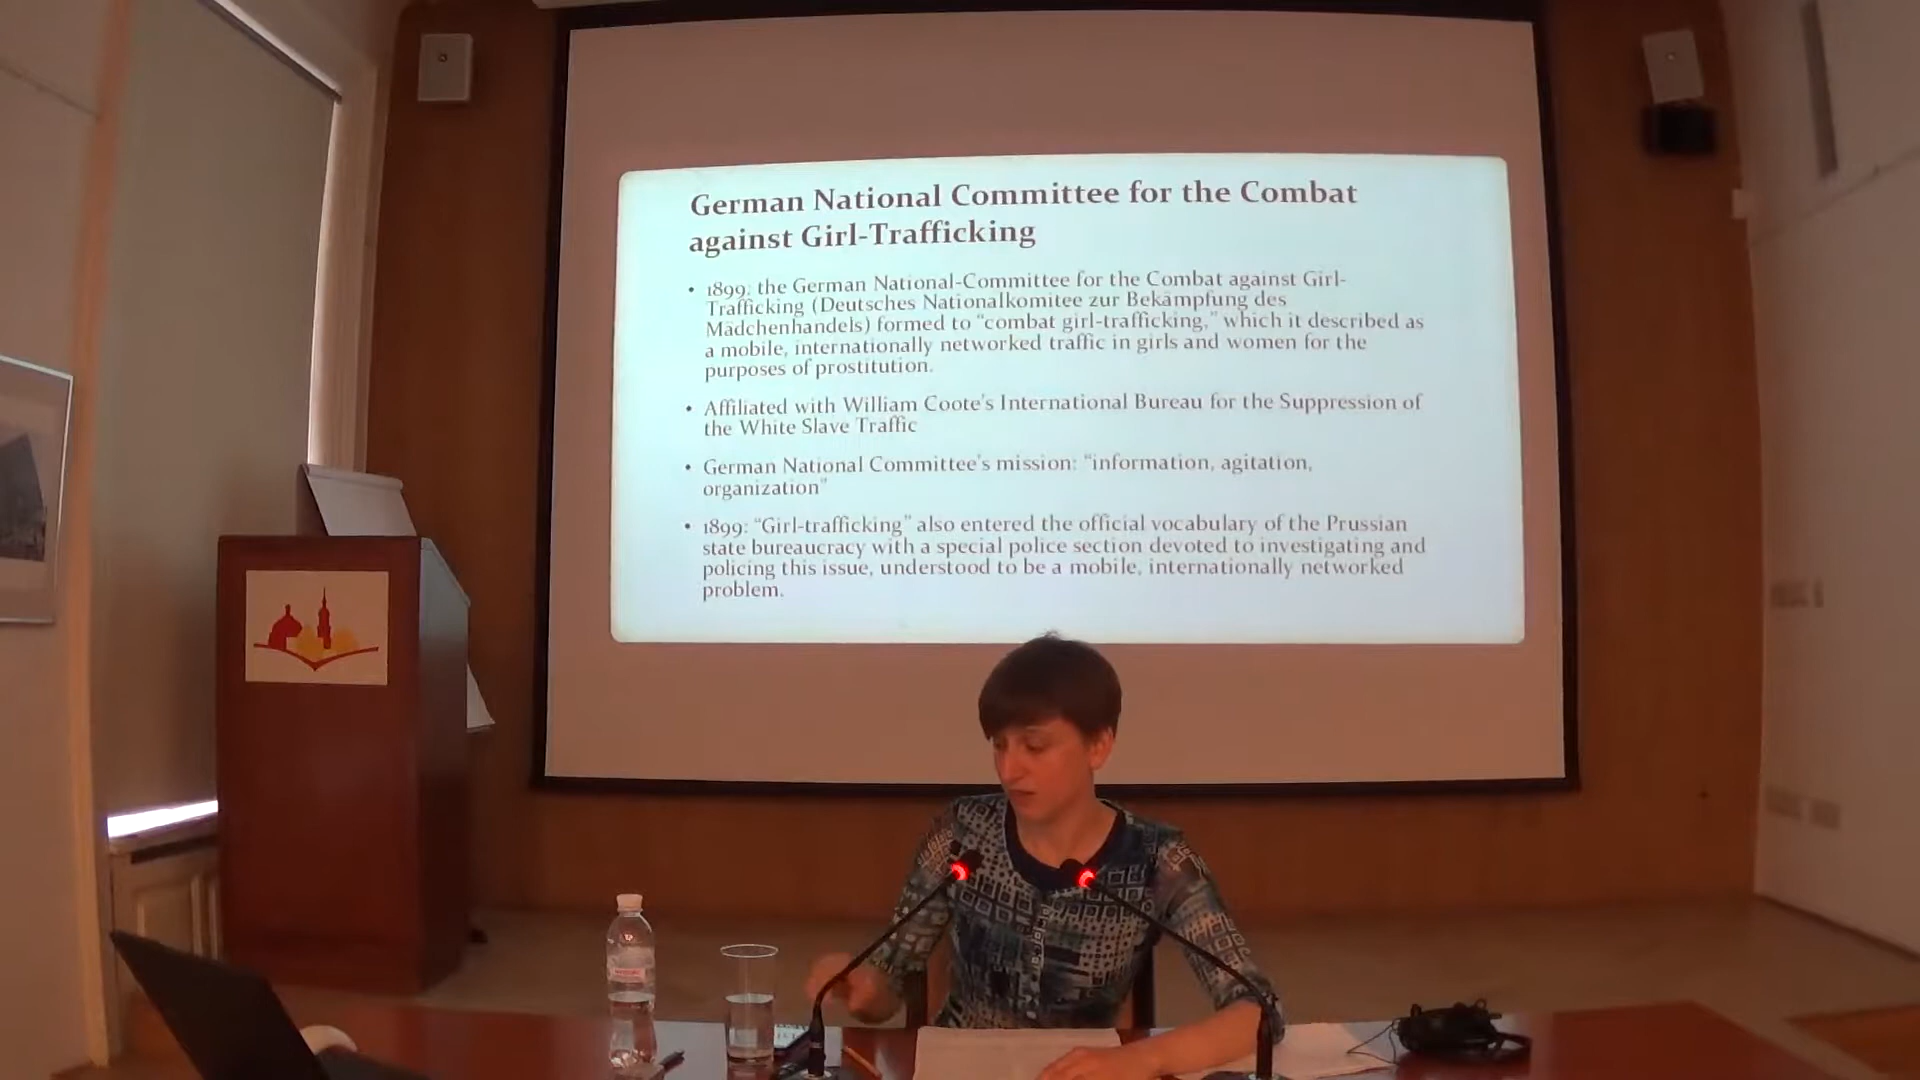 German National Committee for the Combat
against Girl-Trafficking
• 1899: the German National-Committee for the Combat against Girl-
Trafficking (Deutsches Nationalkomitee zur Bekämpfung des
Mädchenhandels) formed to "combat girl-trafficking," which it described as
a mobile, internationally networked traffic in girls and women for the
purposes of prostitution.
• Affiliated with William Coote's International Bureau for the Suppression of
the White Slave Traffic
• German National Committee's mission: "information, agitation,
organization"
• 1899: "Girl-trafficking" also entered the official vocabulary of the Prussian
state bureaucracy with a special police section devoted to investigating and
policing this issue, understood to be a mobile, internationally networked
problem.